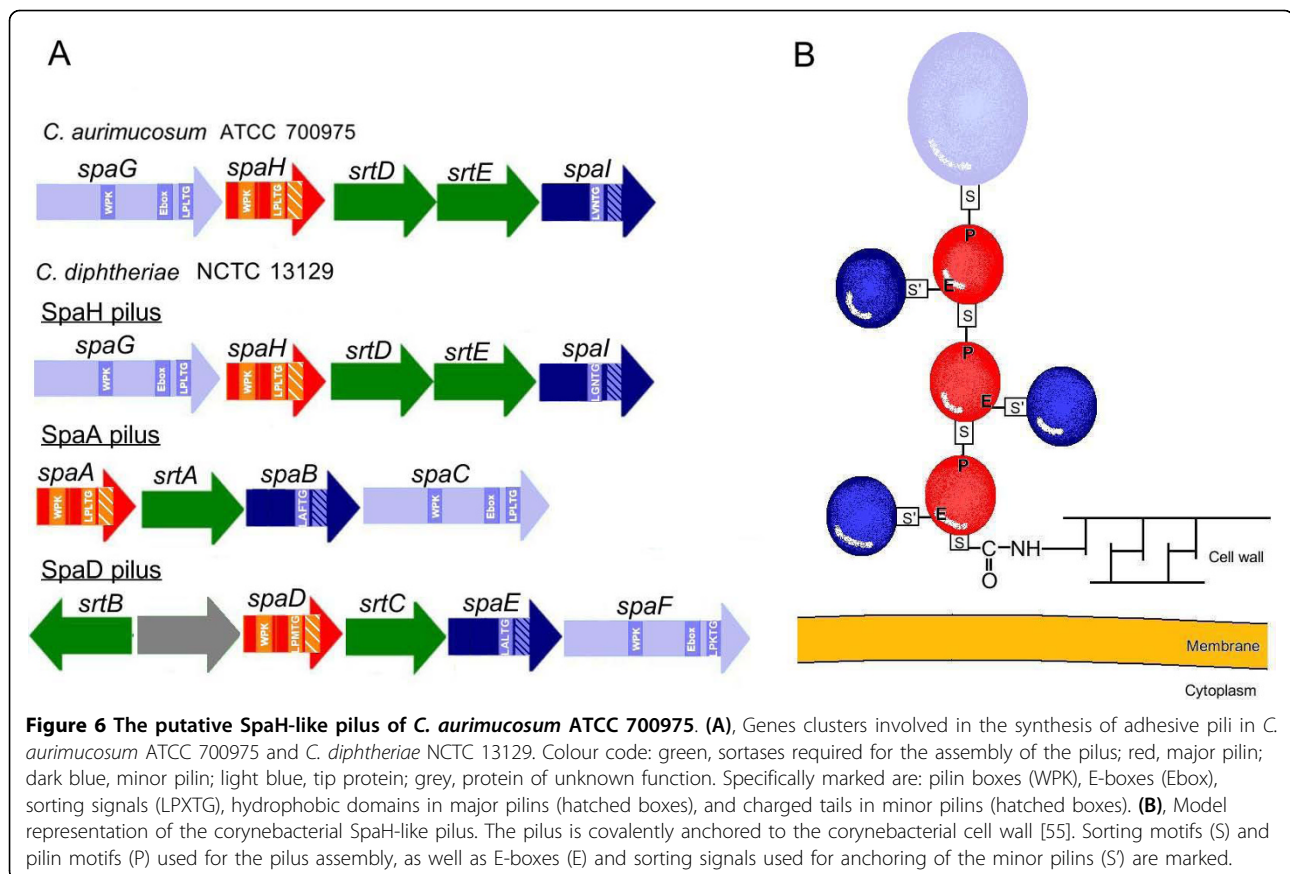 A
C. aurimucosum ATCC 700975
spaG spaH srtD srtE spaI
WPK Ebox LPLTG WPK LPLTG LVNTG
C. diphtheriae NCTC 13129
SpaH pilus
spaG spaH srtD srtE spaI
WPK Ebox LPLTG WPK LPLTG LGNTG
SpaA pilus
spaA srtA spaB spaC
WPK LPLTG LAFTG WPK Ebox LPLTG
SpaD pilus
srtB spaD srtC spaE spaF
WPK LPMTG LALTG WPK Ebox LPKTG
B
S
P
S' E
S
P
E S'
S
P
S' E
S C NH
O
Cell wall
Membrane
Cytoplasm
Figure 6 The putative SpaH-like pilus of C. aurimucosum ATCC 700975. (A), Genes clusters involved in the synthesis of adhesive pili in C.
aurimucosum ATCC 700975 and C. diphtheriae NCTC 13129. Colour code: green, sortases required for the assembly of the pilus; red, major pilin;
dark blue, minor pilin; light blue, tip protein; grey, protein of unknown function. Specifically marked are: pilin boxes (WPK), E-boxes (Ebox),
sorting signals (LPXTG), hydrophobic domains in major pilins (hatched boxes), and charged tails in minor pilins (hatched boxes). (B), Model
representation of the corynebacterial SpaH-like pilus. The pilus is covalently anchored to the corynebacterial cell wall [55]. Sorting motifs (S) and
pilin motifs (P) used for the pilus assembly, as well as E-boxes (E) and sorting signals used for anchoring of the minor pilins (S') are marked.